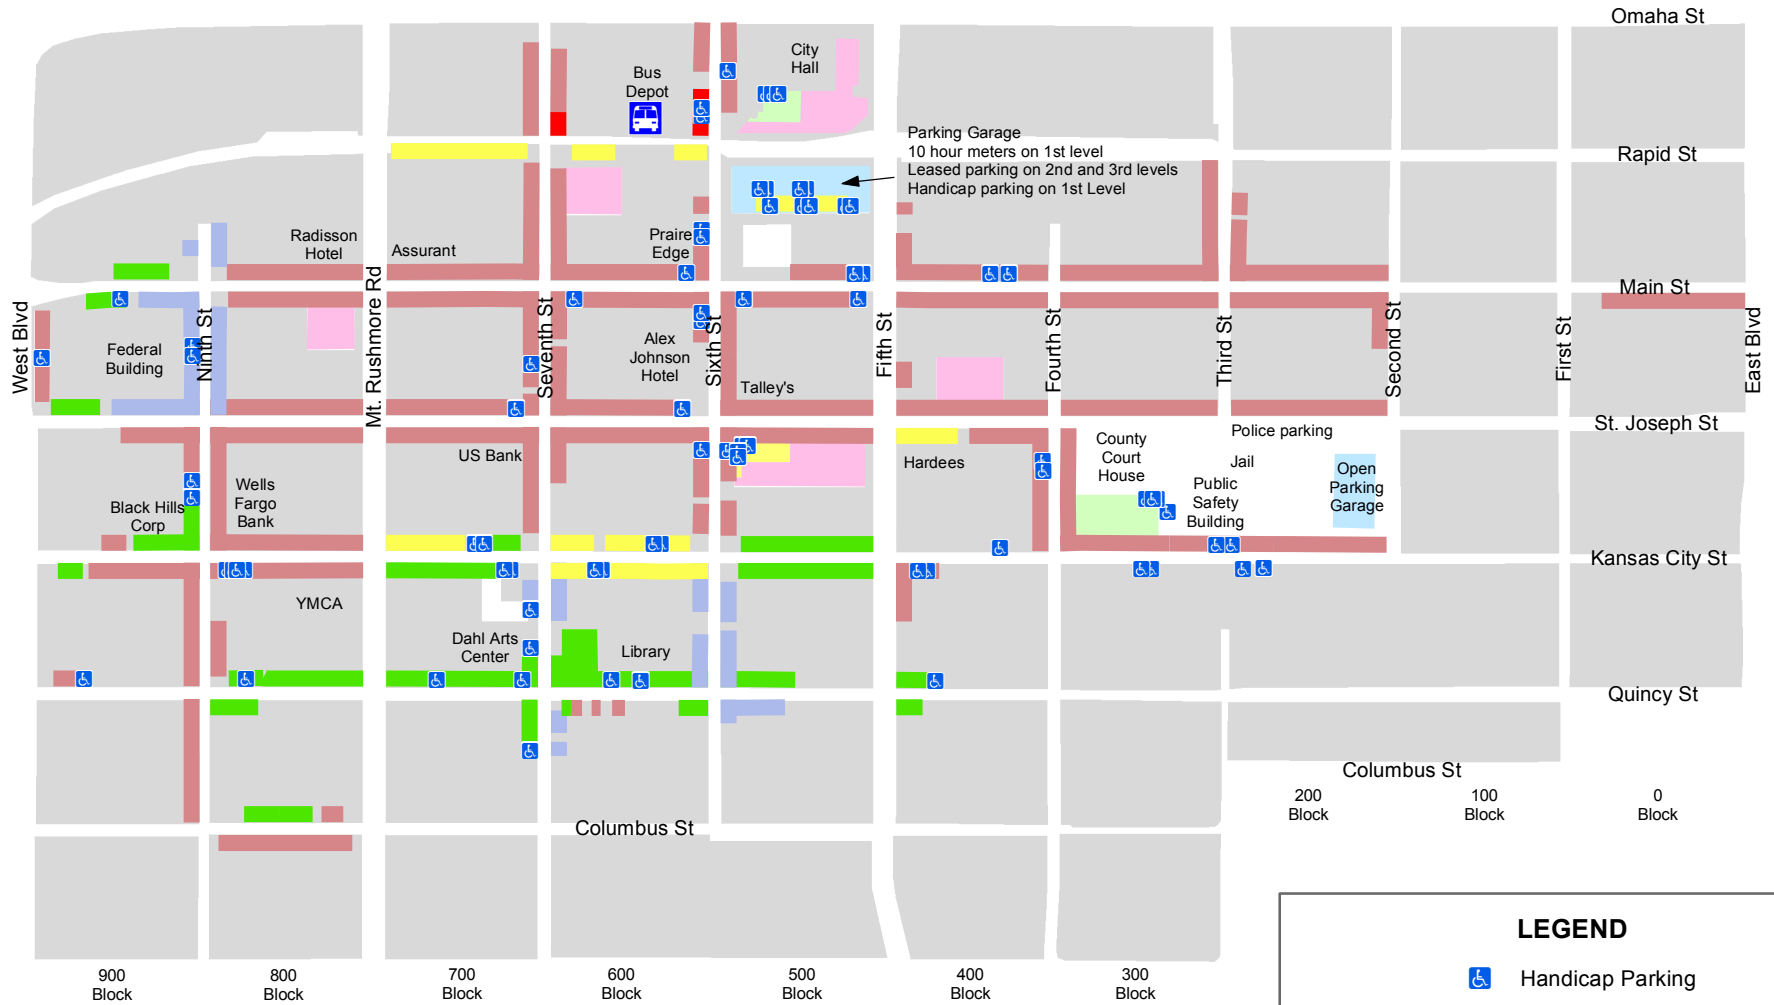 Omaha St
City
Hall
Bus
Depot
Parking Garage
10 hour meters on 1st level
Leased parking on 2nd and 3rd levels
Handicap parking on 1st Level
Rapid St
Radisson
Hotel
Assurant
Praire
Edge
Main St
West Blvd
Federal
Building
Ninth St
Mt. Rushmore Rd
Seventh St
Alex
Johnson
Hotel
Sixth St
Talley's
Fifth St
Fourth St
Third St
Second St
First St
East Blvd
St. Joseph St
US Bank
Hardees
County
Court
House
Police parking
Jail
Public
Safety
Building
Open
Parking
Garage
Black Hills
Corp
Wells
Fargo
Bank
Kansas City St
YMCA
Dahl Arts
Center
Library
Quincy St
Columbus St
200
Block
100
Block
0
Block
Columbus St
900
Block
800
Block
700
Block
600
Block
500
Block
400
Block
300
Block
LEGEND
Handicap Parking